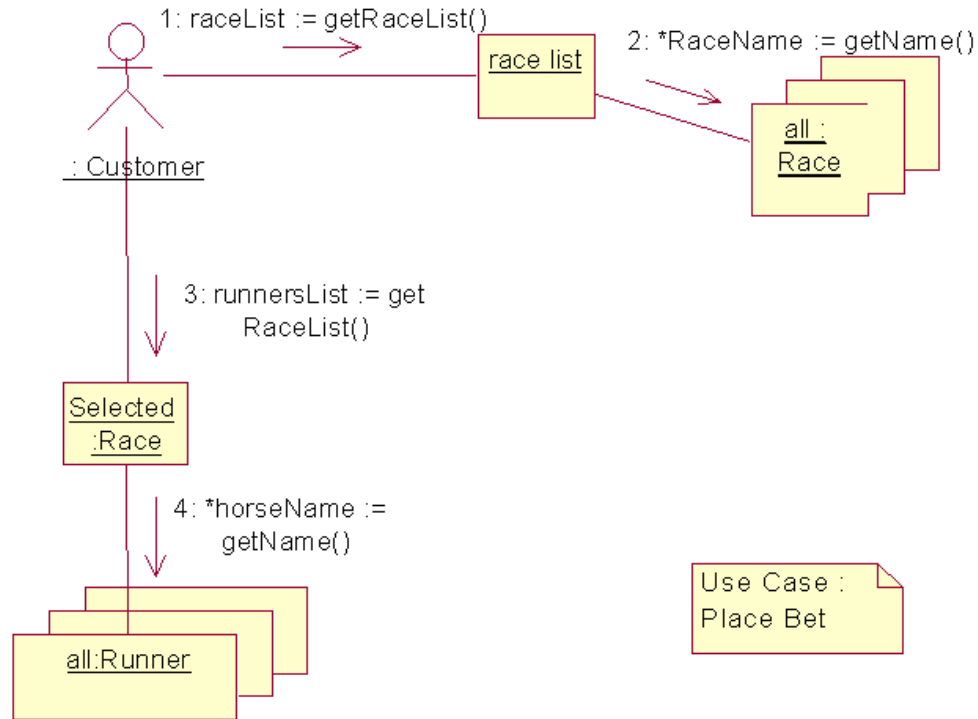 1: raceList := getRaceList()
race list
2: *RaceName := getName()
all :
Race
: Customer
3: runnersList := get
RaceList()
Selected
:Race
4: *horseName :=
getName()
all:Runner
Use Case :
Place Bet